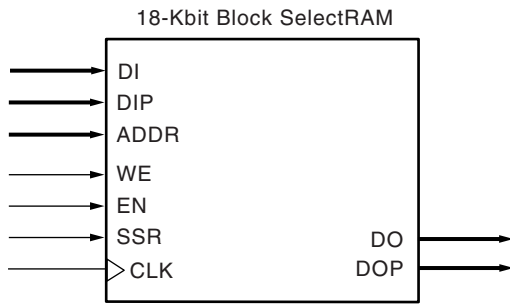 18-Kbit Block SelectRAM
DI
DIP
ADDR
WE
EN
SSR
CLK
DO
DOP